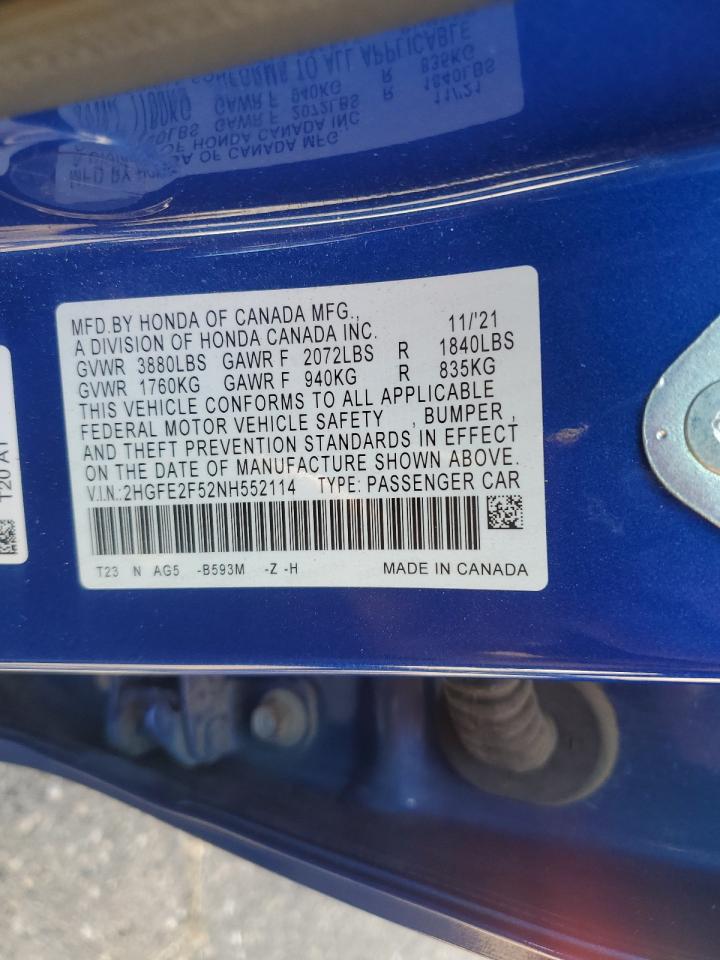 MFD.BY HONDA OF CANADA MFG., 11/'21
A DIVISION OF HONDA CANADA INC.
GVWR 3880LBS GAWR F 2072LBS R 1840LBS
GVWR 1760KG GAWR F 940KG R 835KG
THIS VEHICLE CONFORMS TO ALL APPLICABLE
FEDERAL MOTOR VEHICLE SAFETY , BUMPER ,
AND THEFT PREVENTION STANDARDS IN EFFECT
ON THE DATE OF MANUFACTURE SHOWN ABOVE.
V.I.N.:2HGFE2F52NH552114 TYPE: PASSENGER CAR
T23 N AG5 -B593M -Z -H MADE IN CANADA
T20 A1